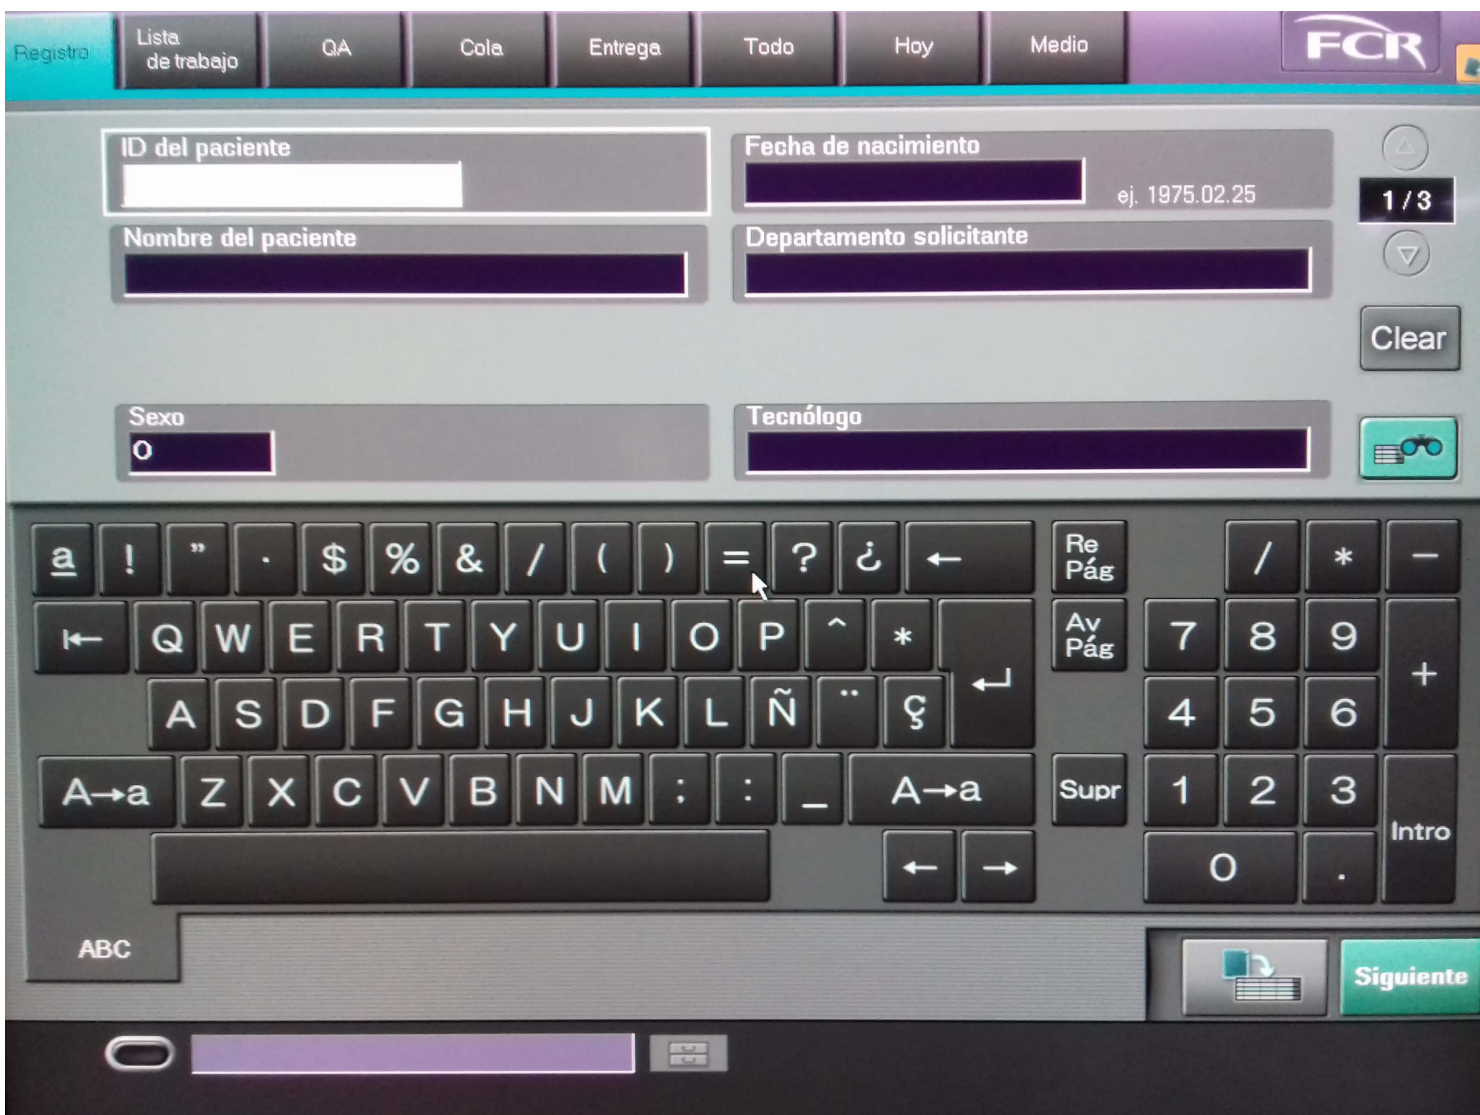 Registro
Lista
de trabajo
QA
Cola
Entrega
Todo
Hoy
Medio
FCR
ID del paciente
Fecha de nacimiento
ej. 1975.02.25
1/3
Nombre del paciente
Departamento solicitante
Clear
Sexo
O
Tecnólogo
a ! " · $ % & / ( ) = ? ¿ ←
Re
Pág
/ * −
Q W E R T Y U I O P ^ *
Av
Pág
7 8 9 +
A S D F G H J K L Ñ ¨ Ç
4 5 6
A→a Z X C V B N M ; : _ A→a
Supr
1 2 3
Intro
← →
0 .
ABC
Siguiente